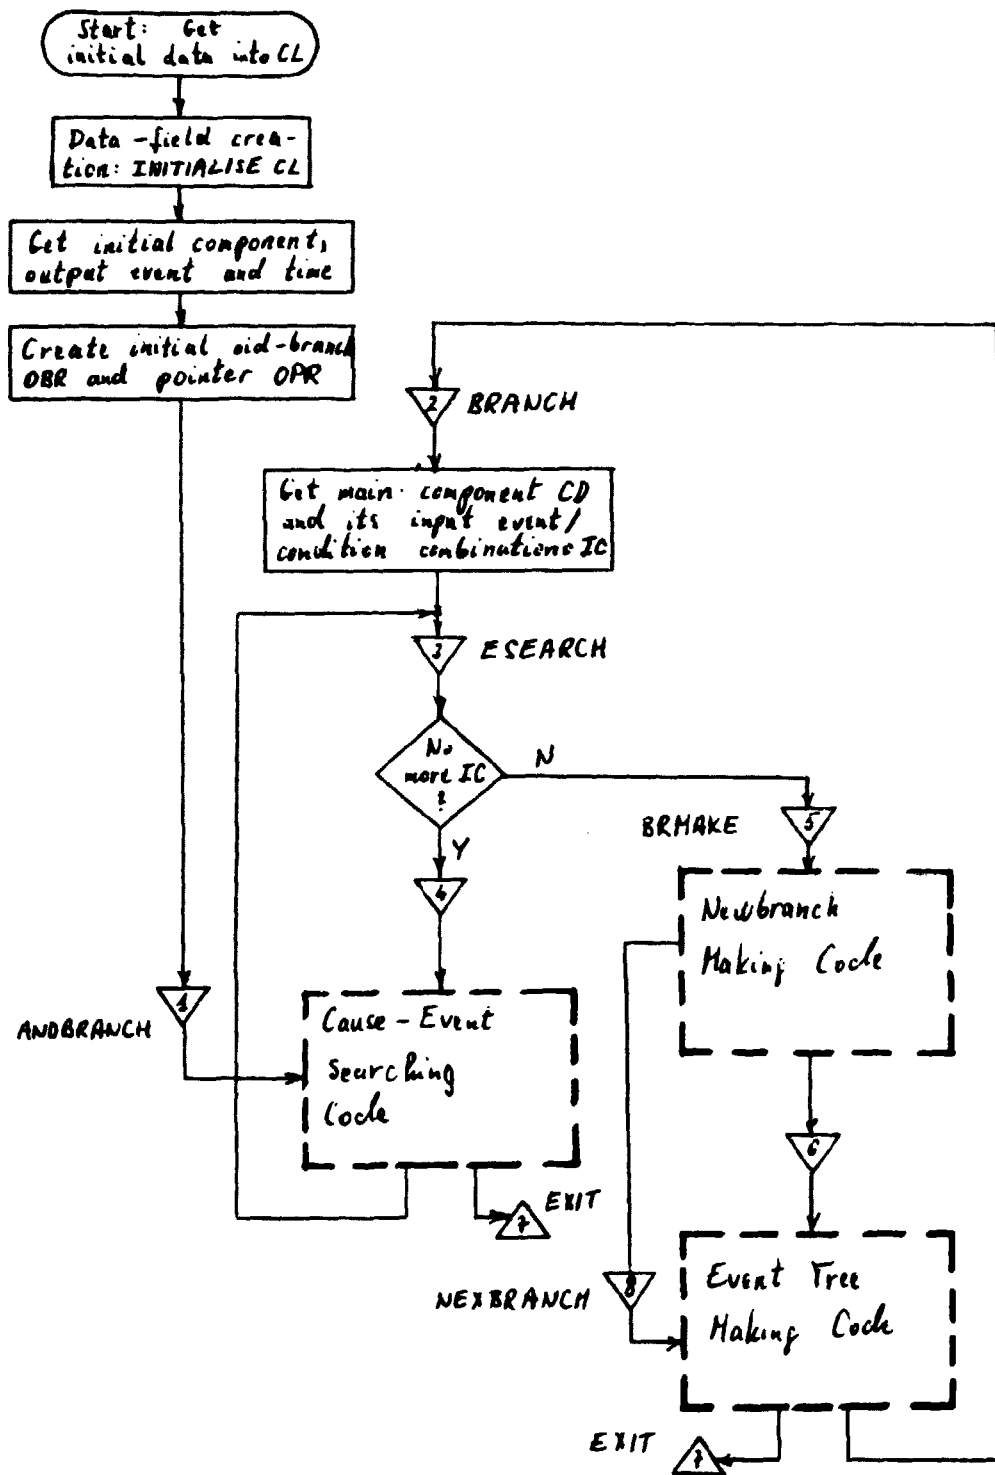 Start: Get
initial data into CL
Data-field crea-
tion: INITIALISE CL
Get initial component,
output event and time
Create initial oid-branch
OBR and pointer OPR
2
BRANCH
Get main component CD
and its input event/
condition combinations IC
3
ESEARCH
No
more IC
?
N
Y
4
BRMAKE
5
Newbranch
Making Code
1
ANDBRANCH
Cause-Event
Searching
Code
6
EXIT
7
8
NEXBRANCH
Event Tree
Making Code
EXIT
7